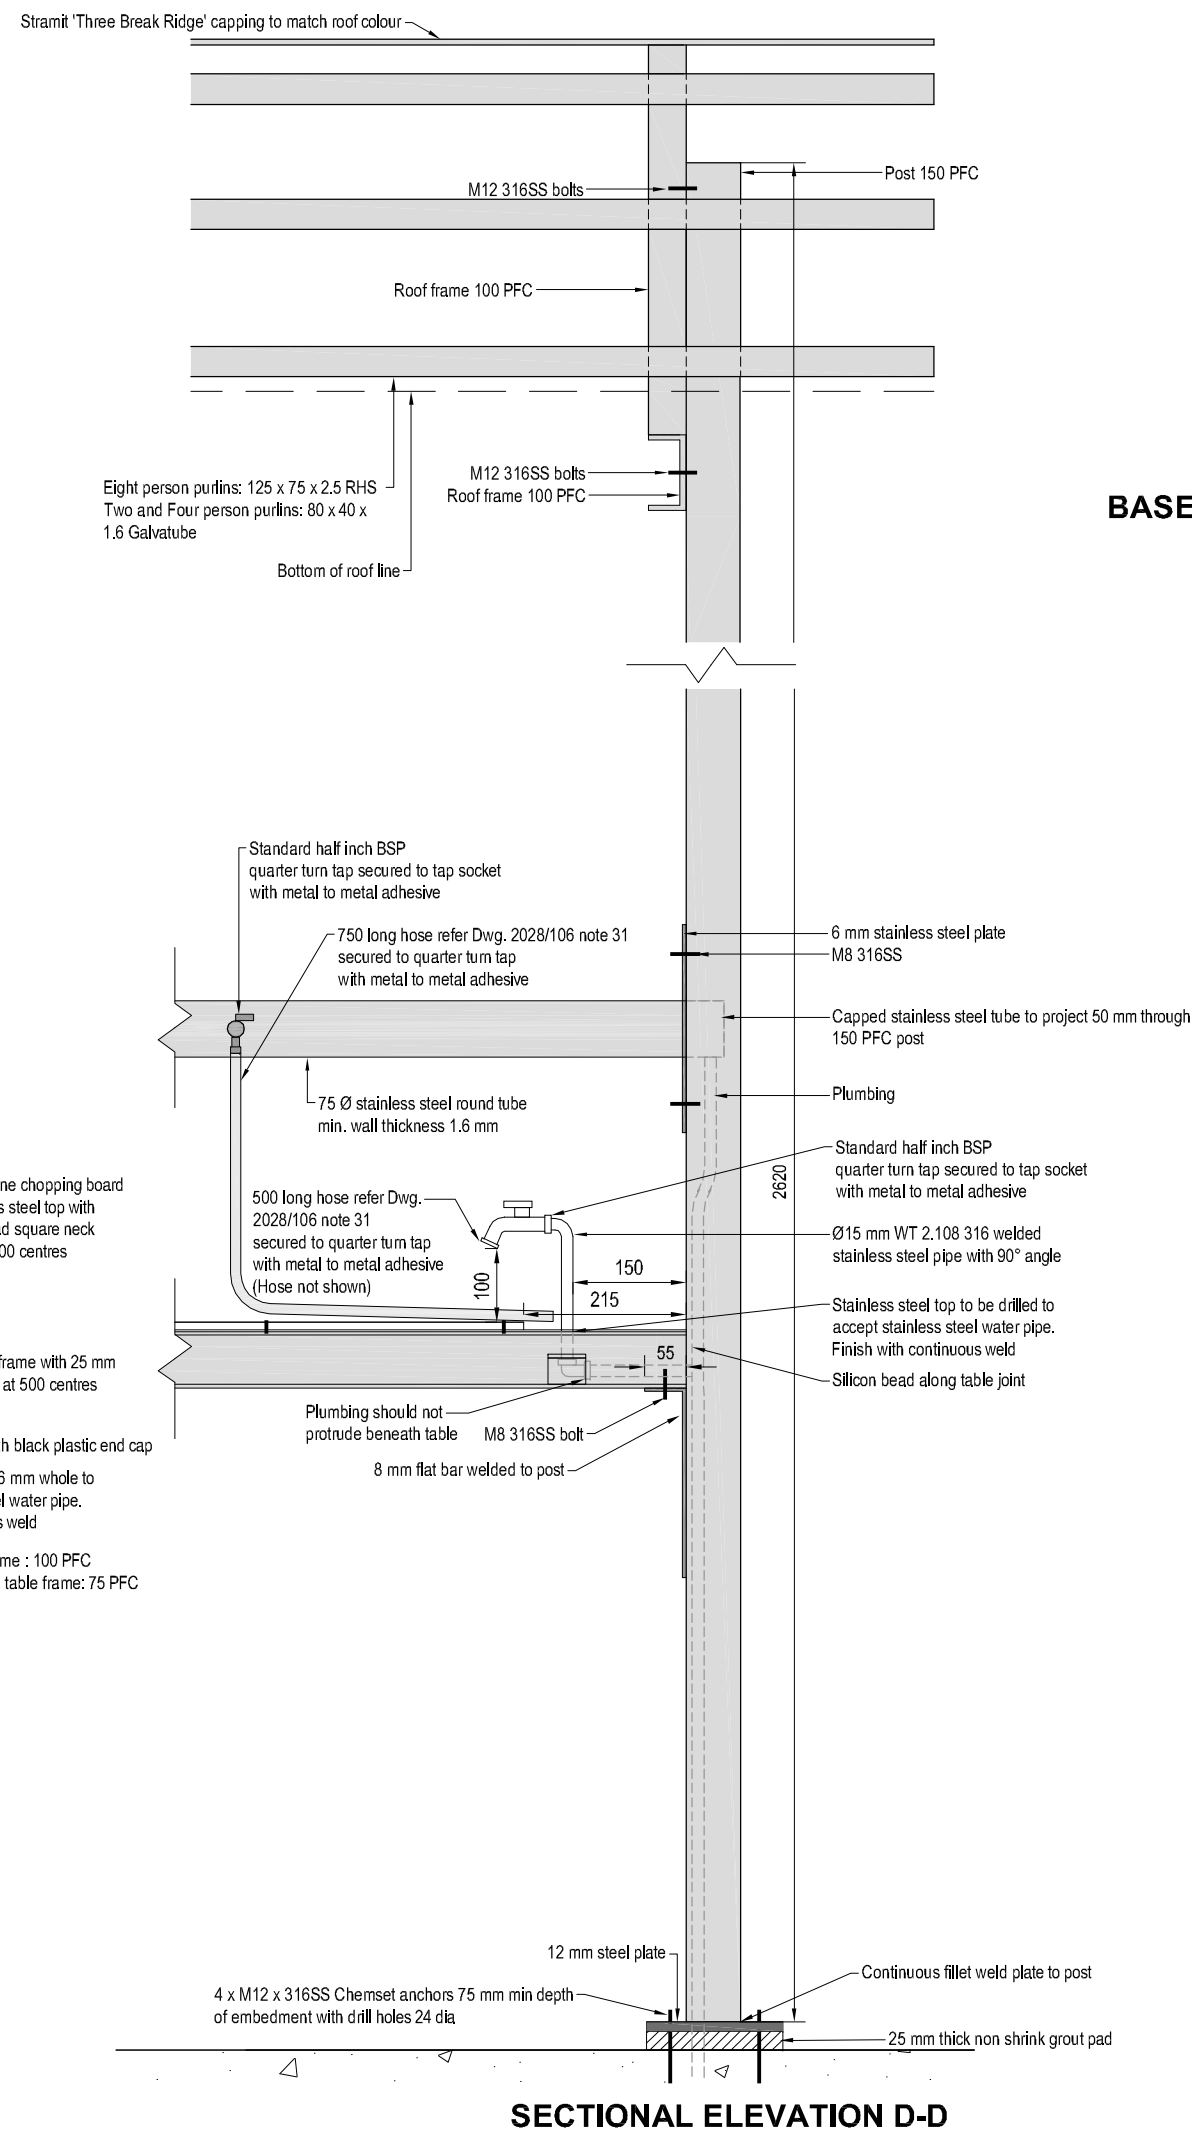 Stramit 'Three Break Ridge' capping to match roof colour
Post 150 PFC
M12 316SS bolts
Roof frame 100 PFC
M12 316SS bolts
Roof frame 100 PFC
Eight person purlins: 125 x 75 x 2.5 RHS
Two and Four person purlins: 80 x 40 x
1.6 Galvatube
BASE
Bottom of roof line
Standard half inch BSP
quarter turn tap secured to tap socket
with metal to metal adhesive
750 long hose refer Dwg. 2028/106 note 31
secured to quarter turn tap
with metal to metal adhesive
6 mm stainless steel plate
M8 316SS
Capped stainless steel tube to project 50 mm through
150 PFC post
75 Ø stainless steel round tube
min. wall thickness 1.6 mm
Plumbing
2620
Standard half inch BSP
quarter turn tap secured to tap socket
with metal to metal adhesive
ne chopping board
s steel top with
ad square neck
00 centres
500 long hose refer Dwg.
2028/106 note 31
secured to quarter turn tap
with metal to metal adhesive
(Hose not shown)
100
150
215
55
Ø15 mm WT 2.108 316 welded
stainless steel pipe with 90° angle
Stainless steel top to be drilled to
accept stainless steel water pipe.
Finish with continuous weld
Silicon bead along table joint
frame with 25 mm
at 500 centres
Plumbing should not
protrude beneath table
M8 316SS bolt
8 mm flat bar welded to post
h black plastic end cap
6 mm whole to
el water pipe.
s weld
me : 100 PFC
table frame: 75 PFC
12 mm steel plate
4 x M12 x 316SS Chemset anchors 75 mm min depth
of embedment with drill holes 24 dia
Continuous fillet weld plate to post
25 mm thick non shrink grout pad
SECTIONAL ELEVATION D-D